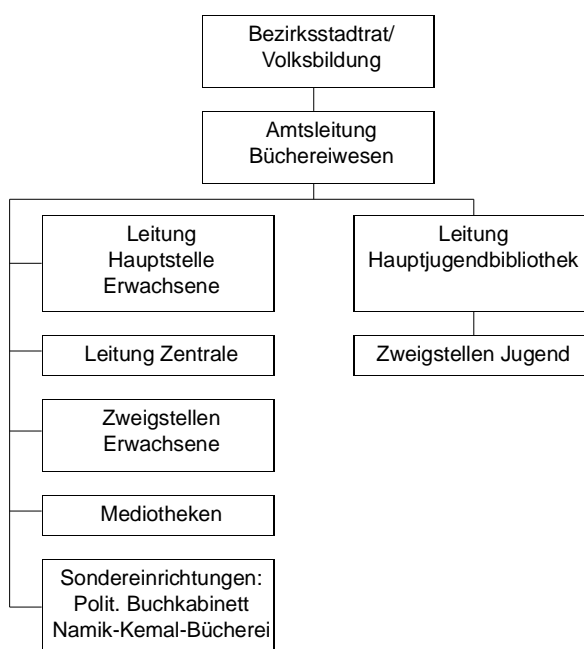 Bezirksstadtrat/
Volksbildung
Amtsleitung
Büchereiwesen
Leitung
Hauptstelle
Erwachsene
Leitung
Hauptjugendbibliothek
Leitung Zentrale
Zweigstellen Jugend
Zweigstellen
Erwachsene
Mediotheken
Sondereinrichtungen:
Polit. Buchkabinett
Namik-Kemal-Bücherei